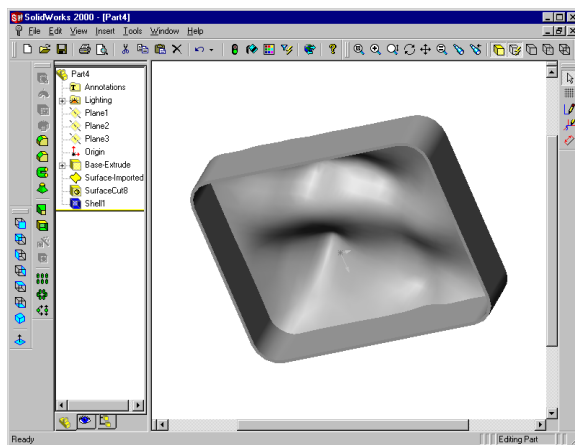 SolidWorks 2000 - [Part4]
File Edit View Insert Tools Window Help
Part4
Annotations
Lighting
Plane1
Plane2
Plane3
Origin
Base-Extrude
Surface-Imported
SurfaceCut8
Shell1
Ready
Editing Part